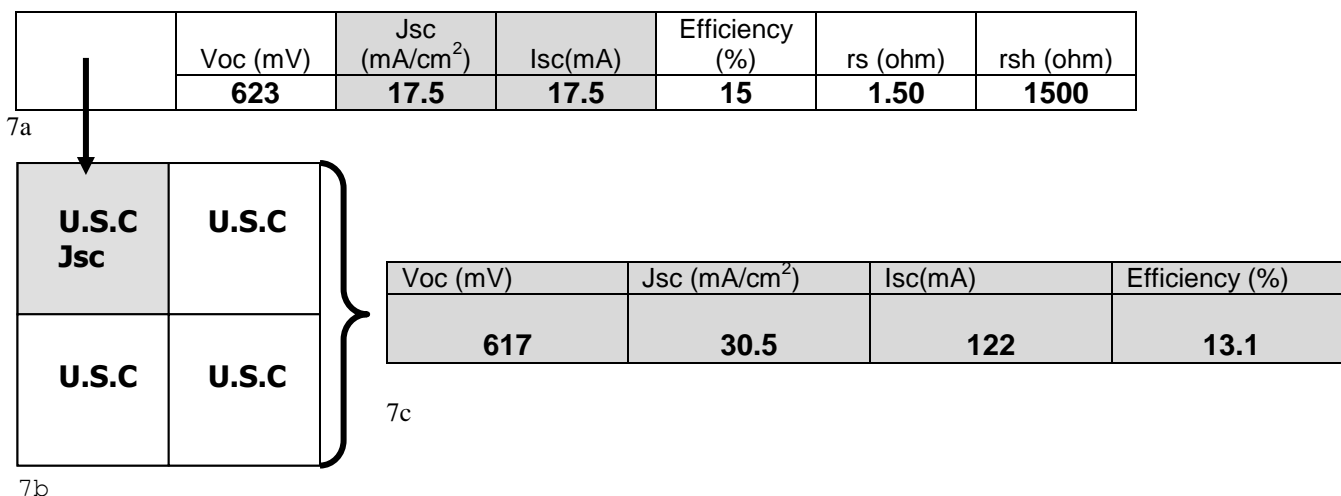 Voc (mV) Jsc (mA/cm2) Isc(mA) Efficiency (%) rs (ohm) rsh (ohm)
623 17.5 17.5 15 1.50 1500
7a
U.S.C Jsc U.S.C
Voc (mV) Jsc (mA/cm2) Isc(mA) Efficiency (%)
617 30.5 122 13.1
U.S.C U.S.C
7c
7b